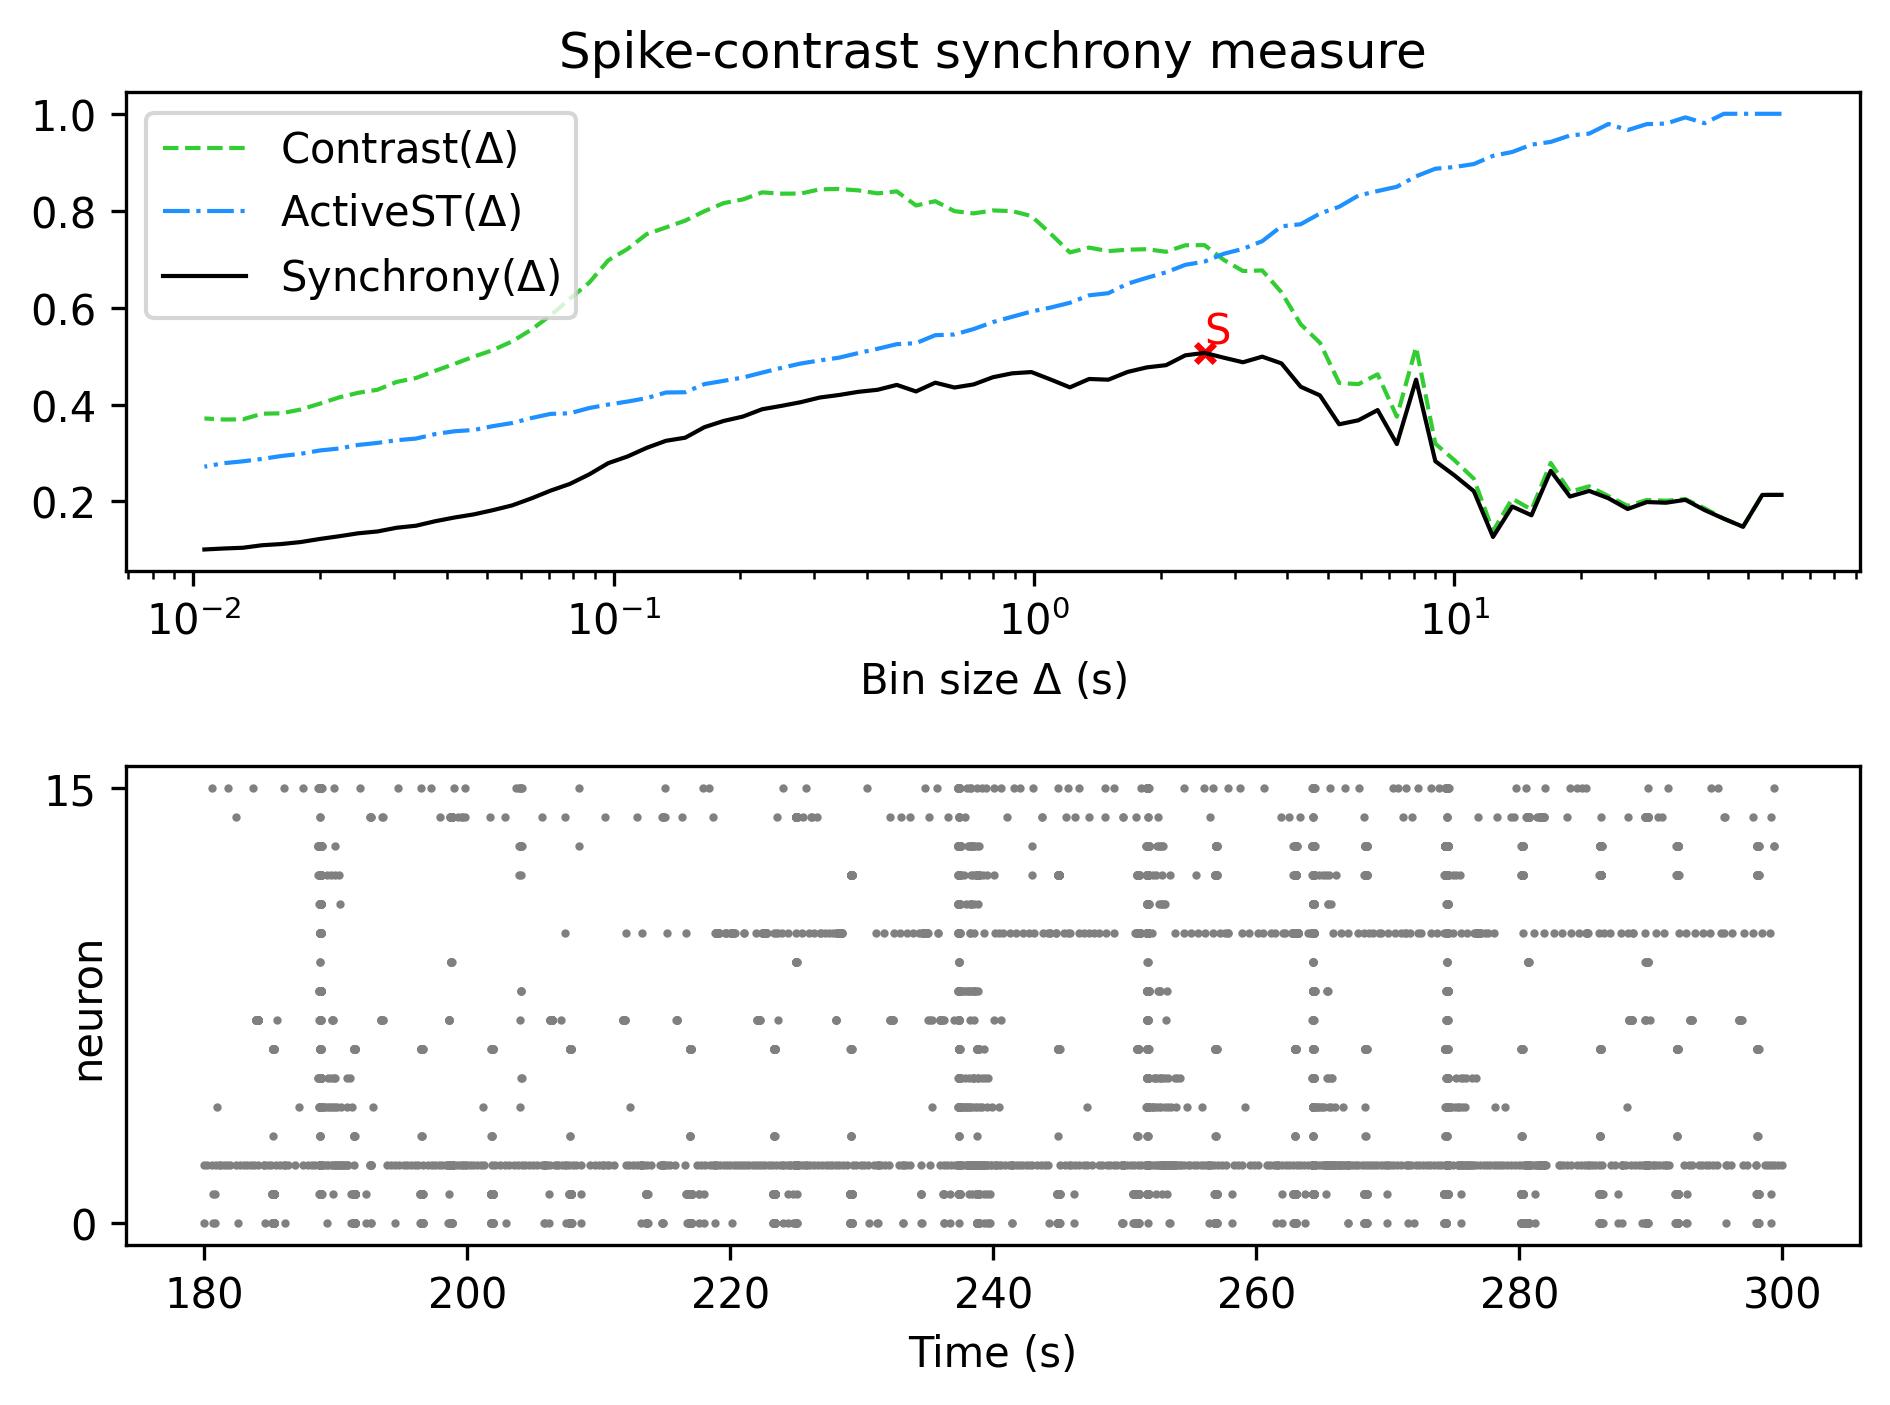 Spike-contrast synchrony measure
1.0
0.8
0.6
0.4
0.2
Contrast(Δ)
ActiveST(Δ)
Synchrony(Δ)
S
10⁻² 10⁻¹ 10⁰ 10¹
Bin size Δ (s)
15
0
neuron
180 200 220 240 260 280 300
Time (s)